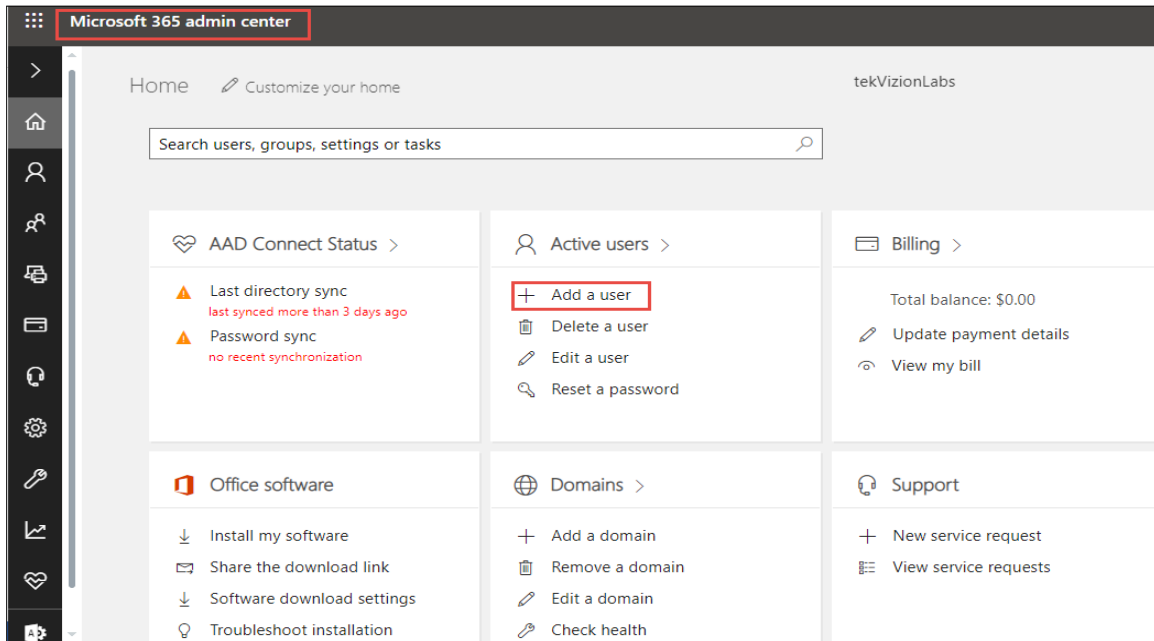 Microsoft 365 admin center
Home
Customize your home
tekVizionLabs
Search users, groups, settings or tasks
AAD Connect Status
Last directory sync
last synced more than 3 days ago
Password sync
no recent synchronization
Active users
Add a user
Delete a user
Edit a user
Reset a password
Billing
Total balance: $0.00
Update payment details
View my bill
Office software
Install my software
Share the download link
Software download settings
Troubleshoot installation
Domains
Add a domain
Remove a domain
Edit a domain
Check health
Support
New service request
View service requests
A